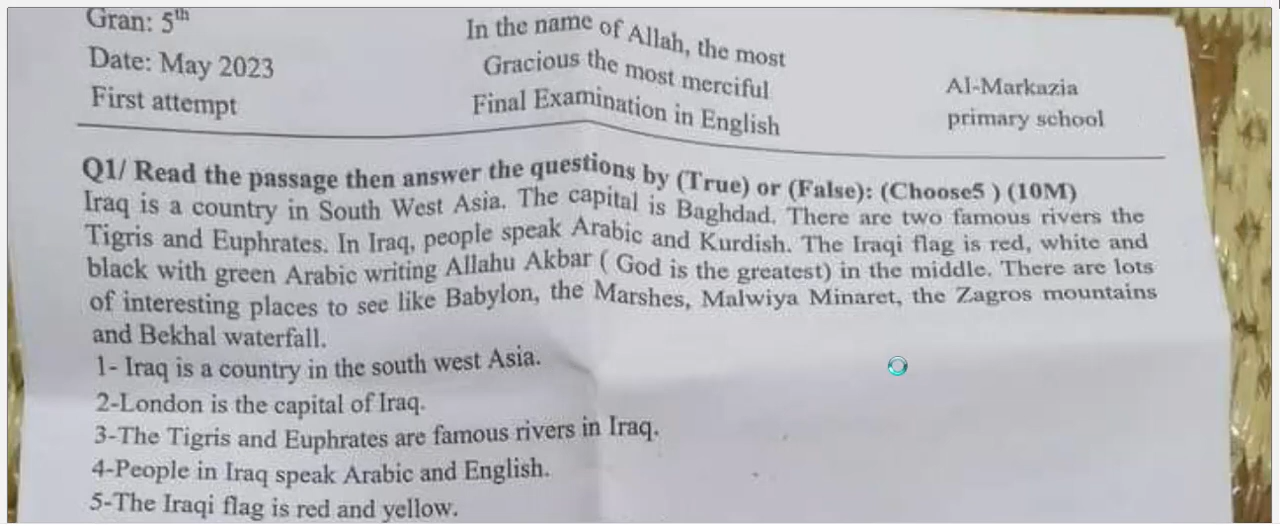 Gran: 5th
Date: May 2023
First attempt
In the name of Allah, the most
Gracious the most merciful
Final Examination in English
Al-Markazia
primary school
Q1/ Read the passage then answer the questions by (True) or (False): (Choose5 ) (10M)
Iraq is a country in South West Asia. The capital is Baghdad. There are two famous rivers the
Tigris and Euphrates. In Iraq, people speak Arabic and Kurdish. The Iraqi flag is red, white and
black with green Arabic writing Allahu Akbar ( God is the greatest) in the middle. There are lots
of interesting places to see like Babylon, the Marshes, Malwiya Minaret, the Zagros mountains
and Bekhal waterfall.
1- Iraq is a country in the south west Asia.
2-London is the capital of Iraq.
3-The Tigris and Euphrates are famous rivers in Iraq.
4-People in Iraq speak Arabic and English.
5-The Iraqi flag is red and yellow.